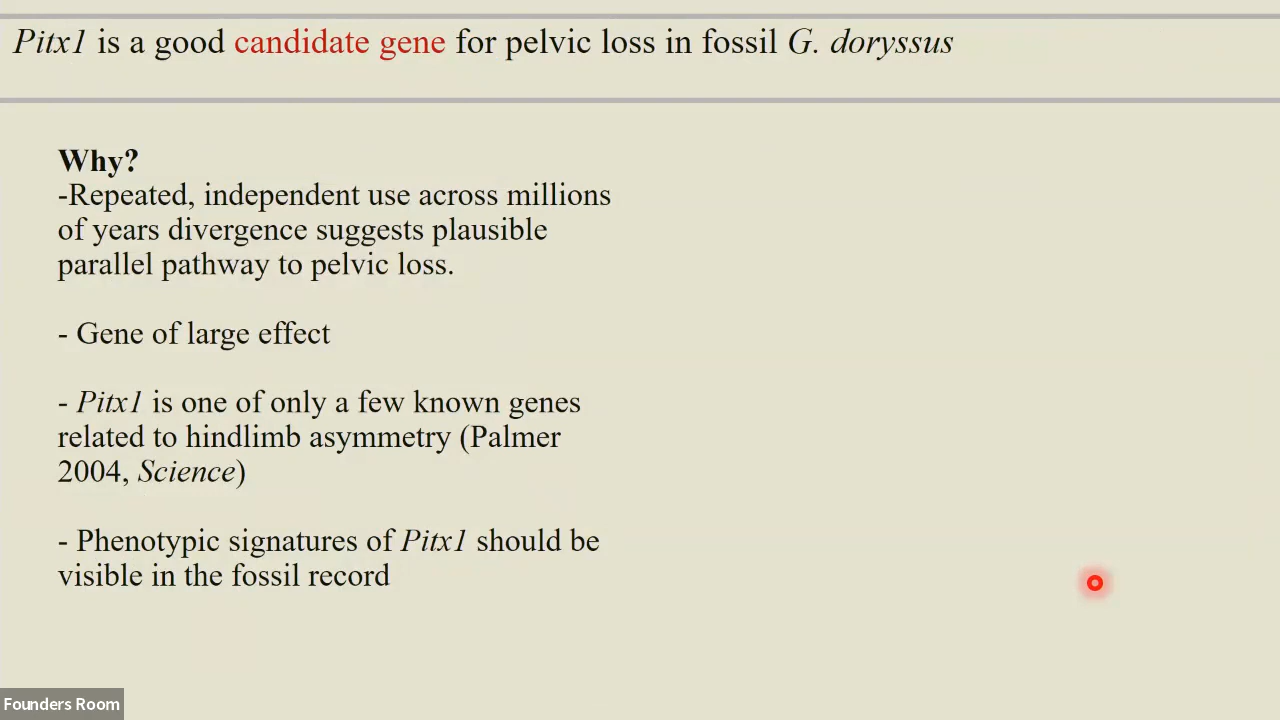 Pitx1 is a good candidate gene for pelvic loss in fossil G. doryssus
Why?
-Repeated, independent use across millions
of years divergence suggests plausible
parallel pathway to pelvic loss.
- Gene of large effect
- Pitx1 is one of only a few known genes
related to hindlimb asymmetry (Palmer
2004, Science)
- Phenotypic signatures of Pitx1 should be
visible in the fossil record
Founders Room